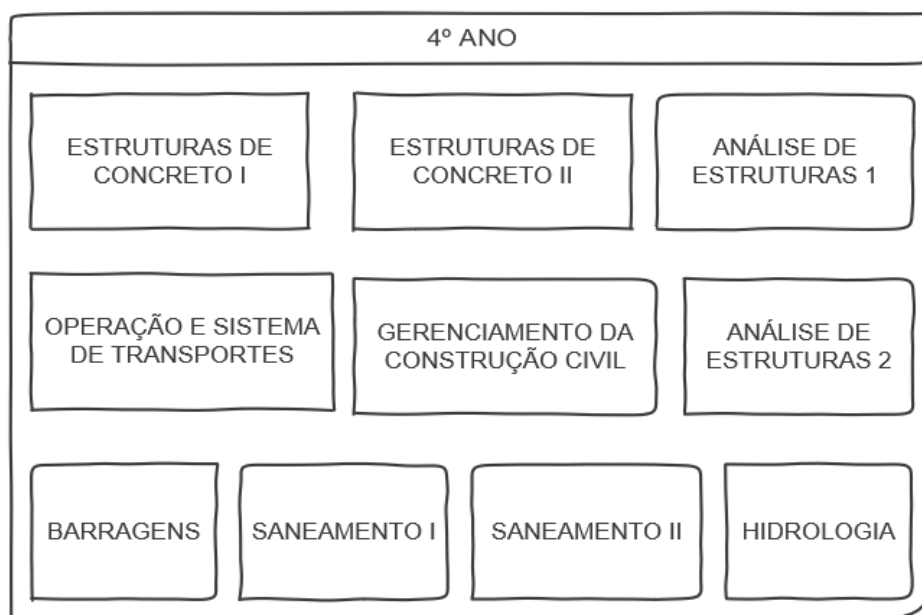 4º ANO
ESTRUTURAS DE
CONCRETO I
ESTRUTURAS DE
CONCRETO II
ANÁLISE DE
ESTRUTURAS 1
OPERAÇÃO E SISTEMA
DE TRANSPORTES
GERENCIAMENTO DA
CONSTRUÇÃO CIVIL
ANÁLISE DE
ESTRUTURAS 2
BARRAGENS
SANEAMENTO I
SANEAMENTO II
HIDROLOGIA